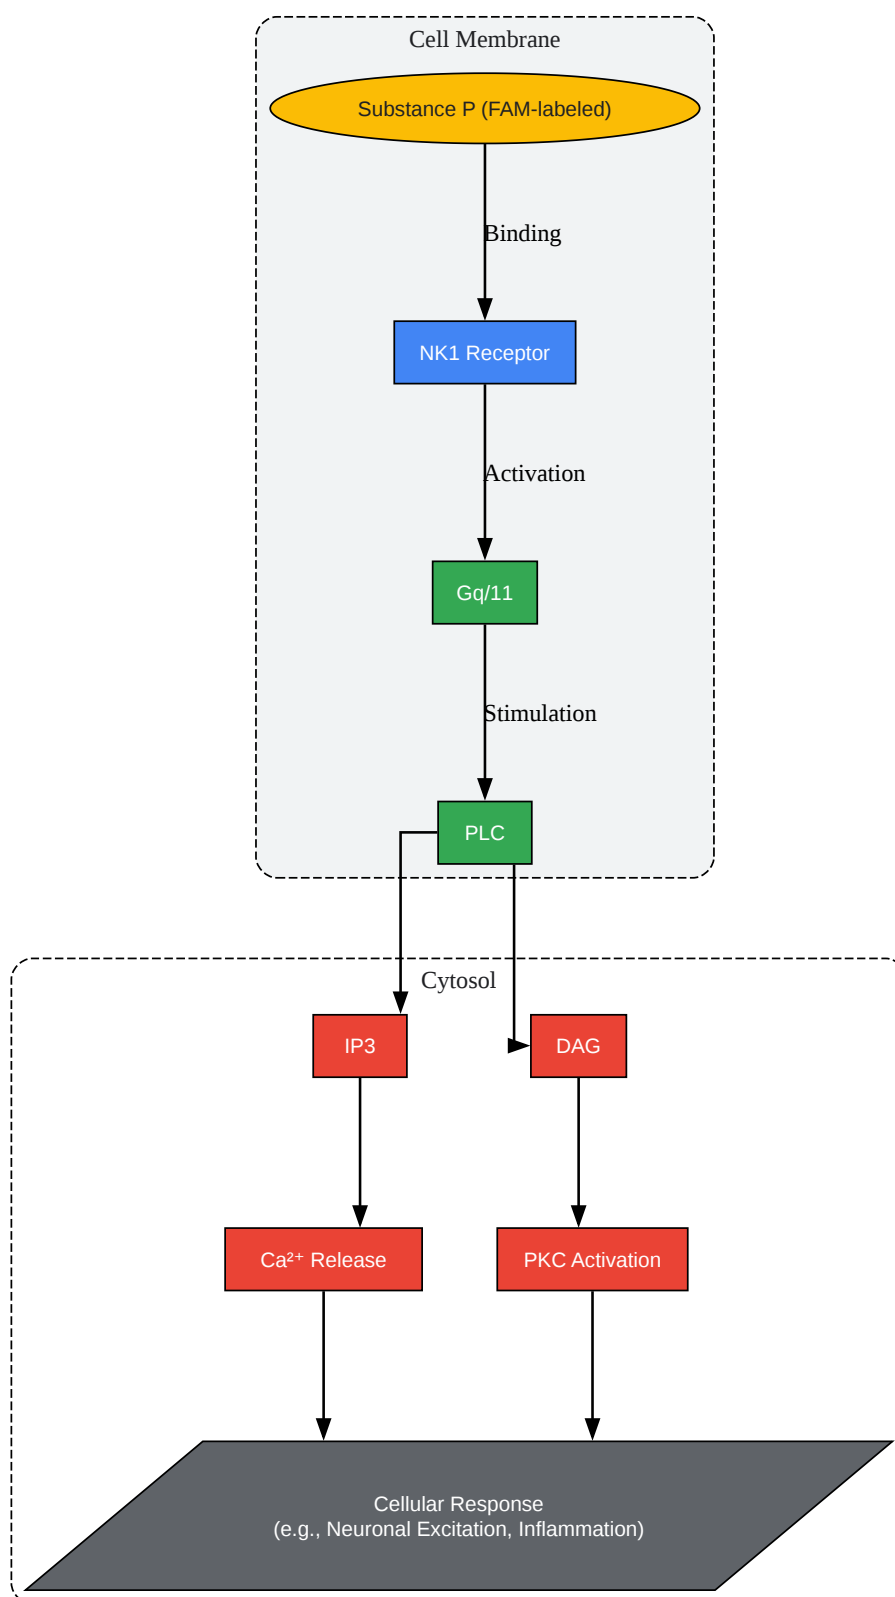 Cell Membrane
Substance P (FAM-labeled)
Binding
NK1 Receptor
Activation
Gq/11
Stimulation
PLC
Cytosol
IP3
DAG
Ca²⁺ Release
PKC Activation
Cellular Response
(e.g., Neuronal Excitation, Inflammation)